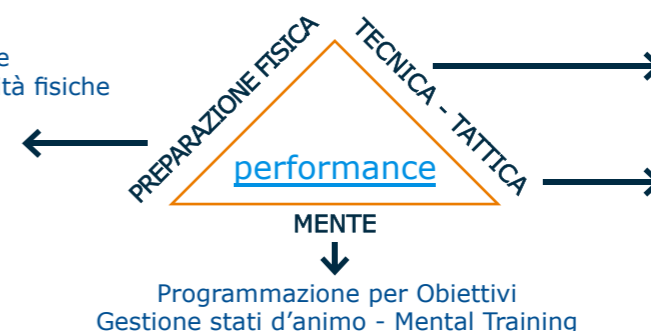 e
tà fisiche
PREPARAZIONE FISICA
TECNICA - TATTICA
performance
MENTE
Programmazione per Obiettivi
Gestione stati d'animo - Mental Training